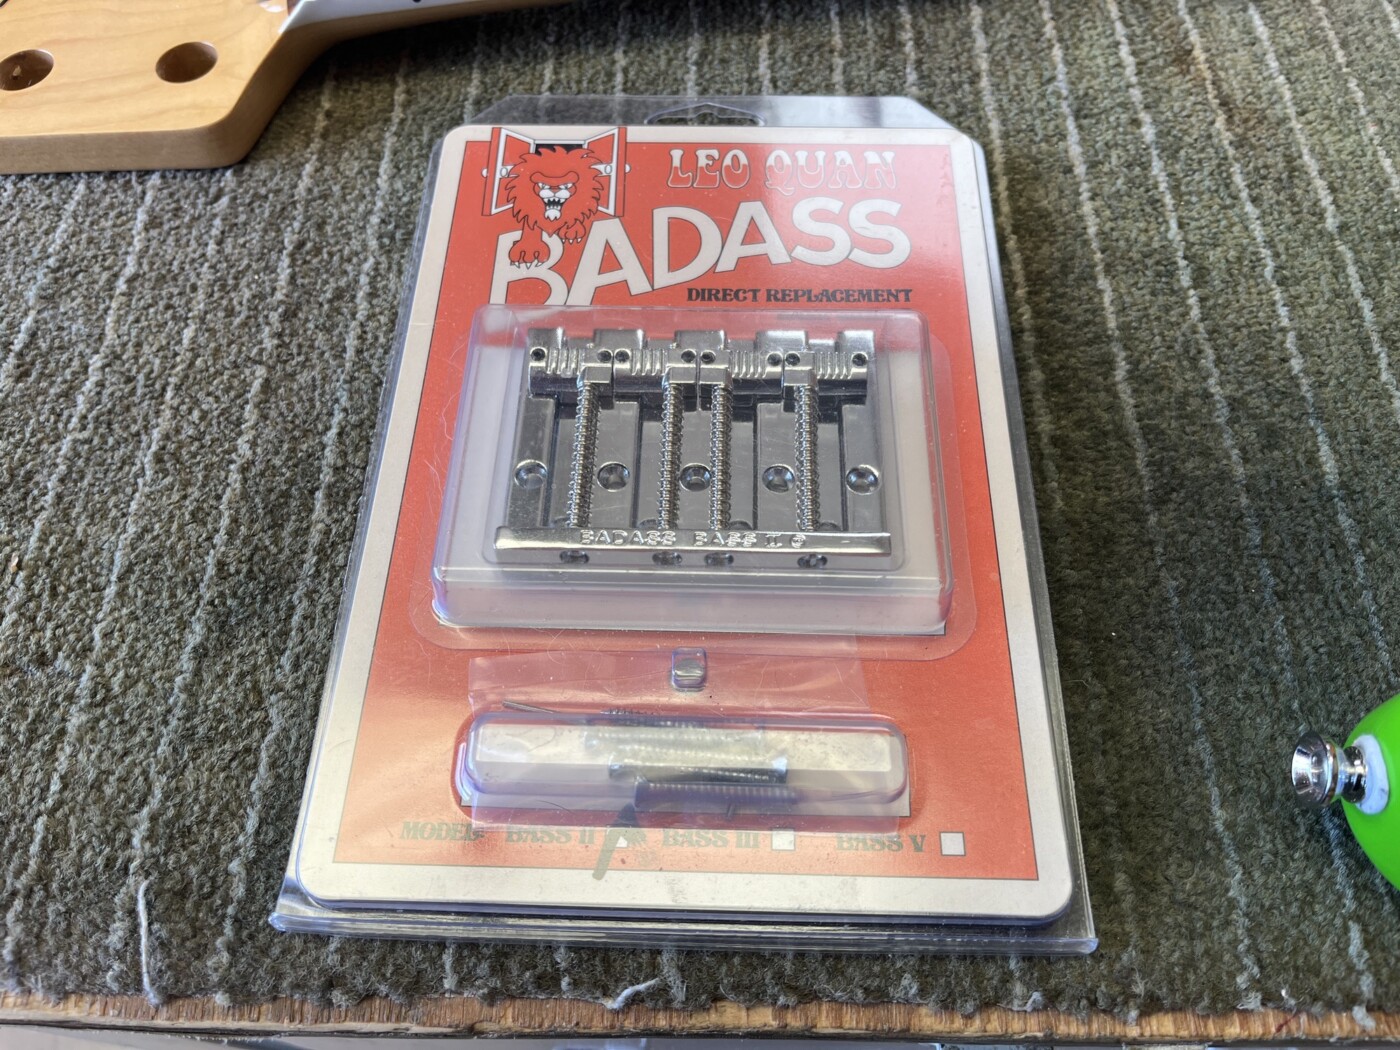 LEO QUAN
BADASS
DIRECT REPLACEMENT
BADASS BASS II ©
MODEL BASS II BASS III BASS V